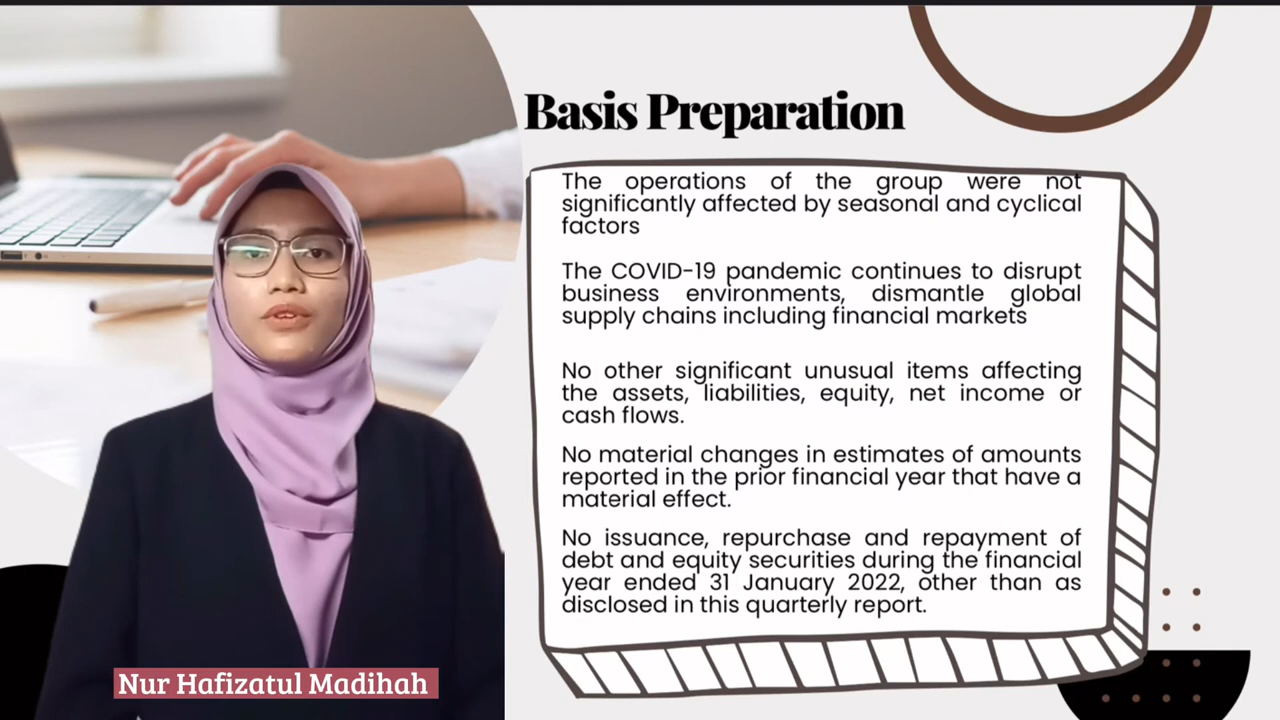 Basis Preparation
The operations of the group were not
significantly affected by seasonal and cyclical
factors
The COVID-19 pandemic continues to disrupt
business environments, dismantle global
supply chains including financial markets
No other significant unusual items affecting
the assets, liabilities, equity, net income or
cash flows.
No material changes in estimates of amounts
reported in the prior financial year that have a
material effect.
No issuance, repurchase and repayment of
debt and equity securities during the financial
year ended 31 January 2022, other than as
disclosed in this quarterly report.
Nur Hafizatul Madihah